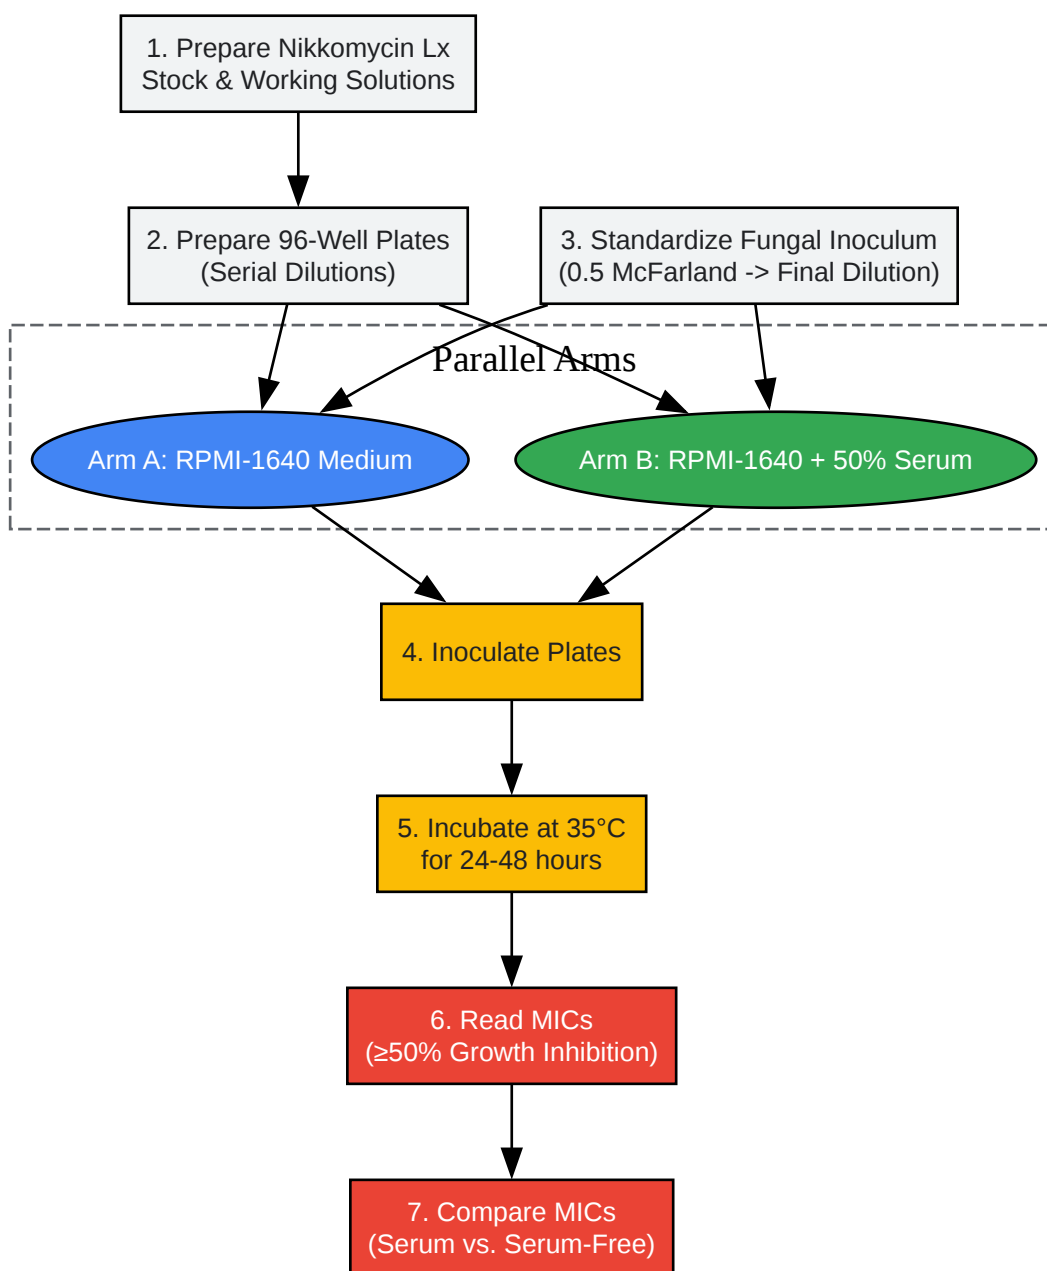 1. Prepare Nikkomycin Lx
Stock & Working Solutions
2. Prepare 96-Well Plates
(Serial Dilutions)
3. Standardize Fungal Inoculum
(0.5 McFarland -> Final Dilution)
Parallel Arms
Arm A: RPMI-1640 Medium
Arm B: RPMI-1640 + 50% Serum
4. Inoculate Plates
5. Incubate at 35°C
for 24-48 hours
6. Read MICs
(≥50% Growth Inhibition)
7. Compare MICs
(Serum vs. Serum-Free)